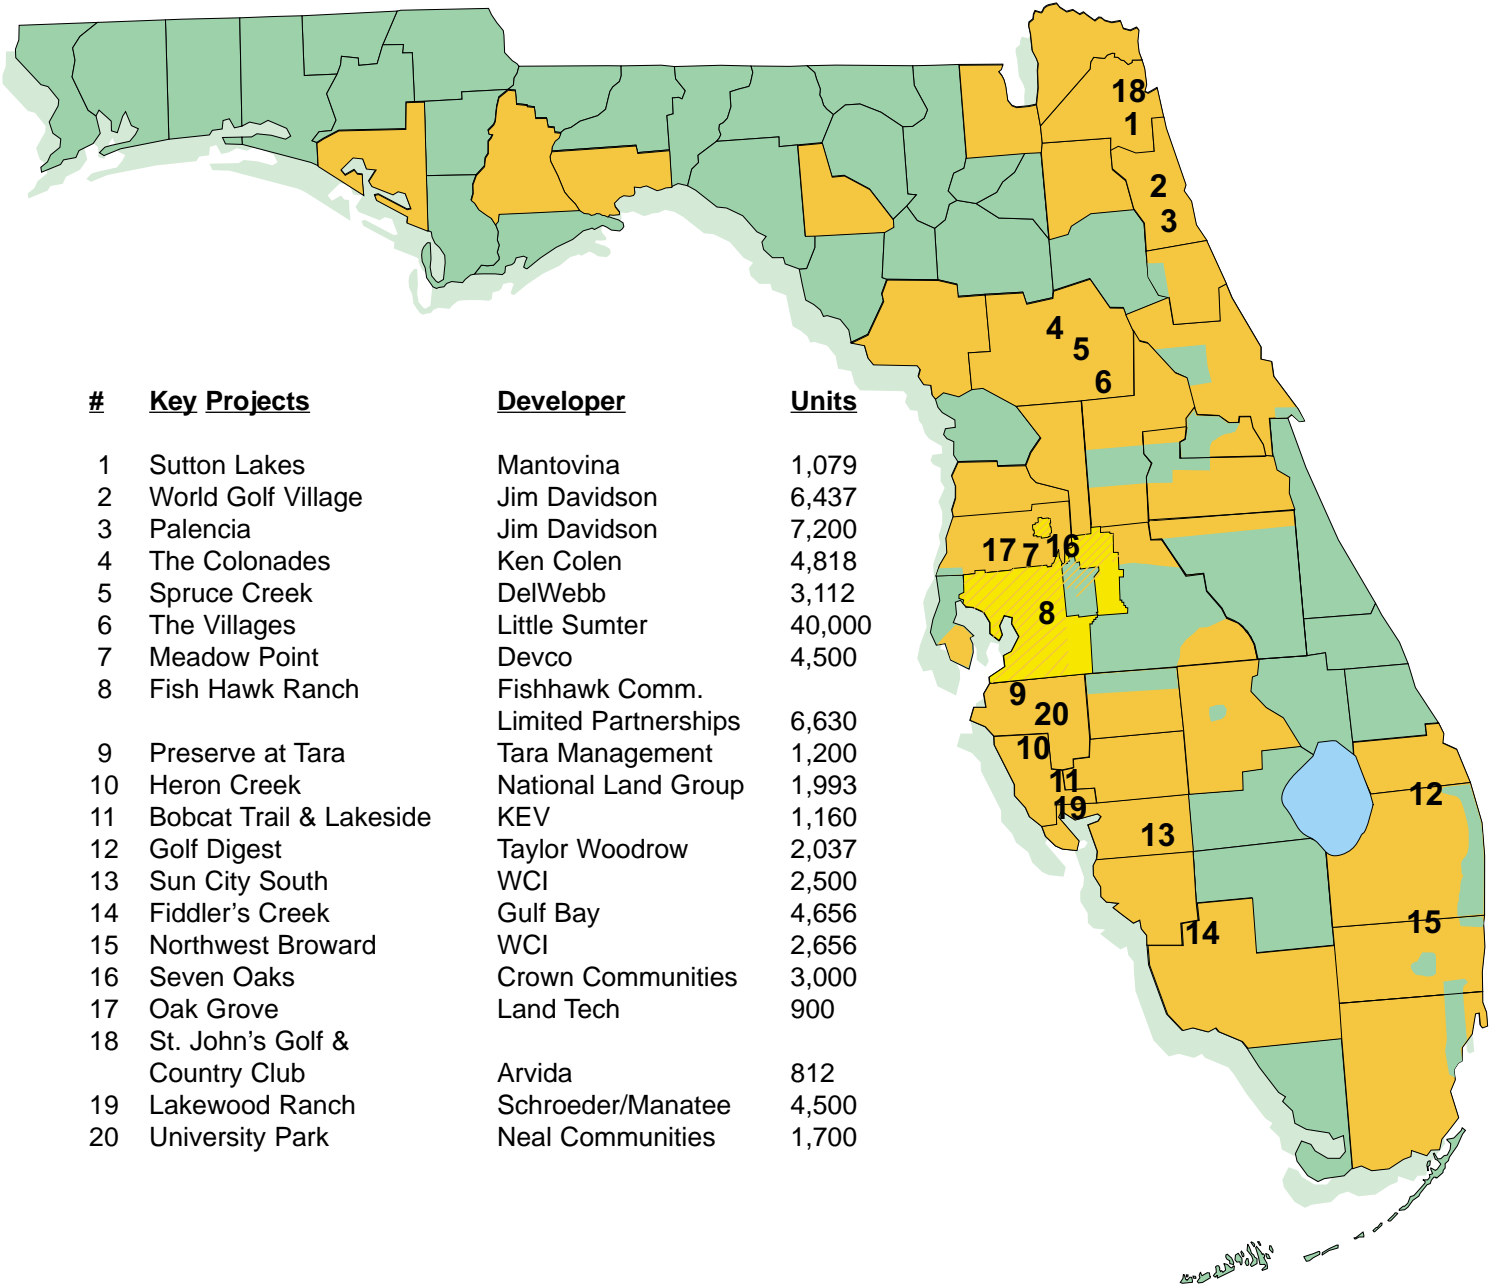 # Key Projects Developer Units
1 Sutton Lakes Mantovina 1,079
2 World Golf Village Jim Davidson 6,437
3 Palencia Jim Davidson 7,200
4 The Colonades Ken Colen 4,818
5 Spruce Creek DelWebb 3,112
6 The Villages Little Sumter 40,000
7 Meadow Point Devco 4,500
8 Fish Hawk Ranch Fishhawk Comm.
Limited Partnerships 6,630
9 Preserve at Tara Tara Management 1,200
10 Heron Creek National Land Group 1,993
11 Bobcat Trail & Lakeside KEV 1,160
12 Golf Digest Taylor Woodrow 2,037
13 Sun City South WCI 2,500
14 Fiddler's Creek Gulf Bay 4,656
15 Northwest Broward WCI 2,656
16 Seven Oaks Crown Communities 3,000
17 Oak Grove Land Tech 900
18 St. John's Golf &
Country Club Arvida 812
19 Lakewood Ranch Schroeder/Manatee 4,500
20 University Park Neal Communities 1,700
18
1
2
3
4
5
6
17 7 16
8
9
20
10
11
19
12
13
15
14